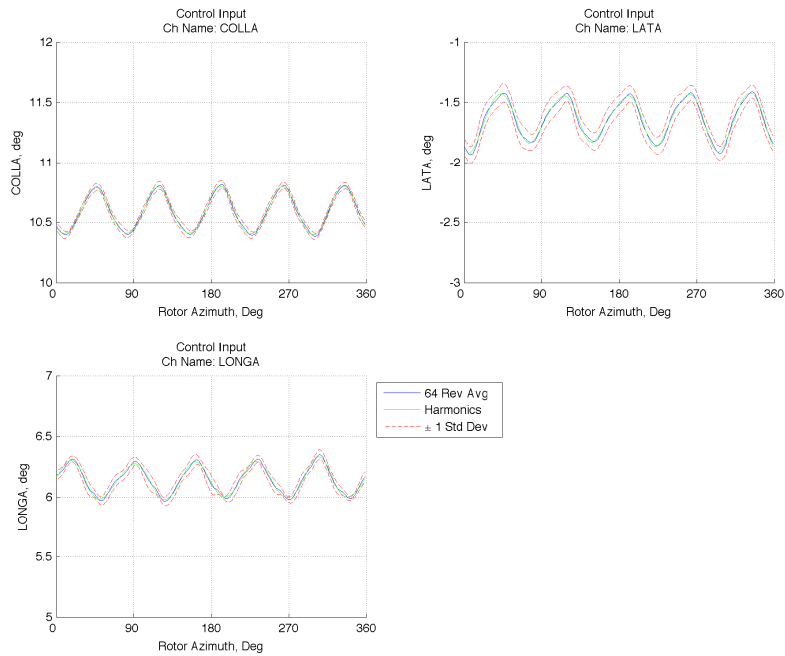 Control Input
Ch Name: COLLA
12
11.5
11
10.5
10
COLLA, deg
0 90 180 270 360
Rotor Azimuth, Deg
Control Input
Ch Name: LATA
-1
-1.5
-2
-2.5
-3
LATA, deg
0 90 180 270 360
Rotor Azimuth, Deg
Control Input
Ch Name: LONGA
7
6.5
6
5.5
5
LONGA, deg
0 90 180 270 360
Rotor Azimuth, Deg
64 Rev Avg
Harmonics
± 1 Std Dev